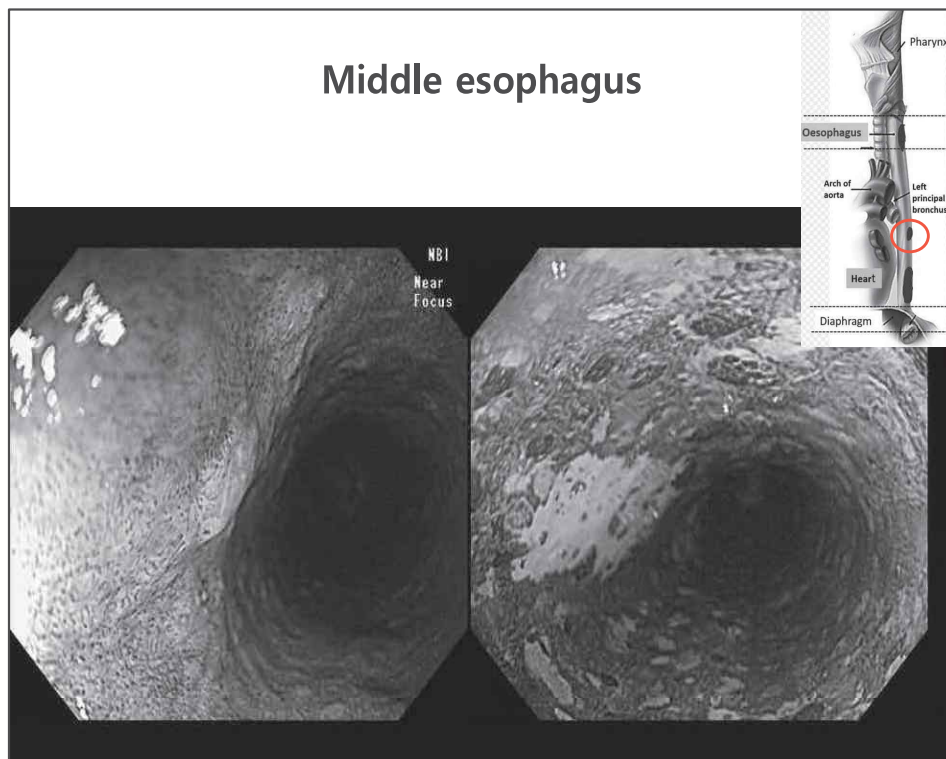 Middle esophagus
Pharynx
Oesophagus
Arch of
aorta
Left
principal
bronchus
Heart
Diaphragm
NBI
Near
Focus